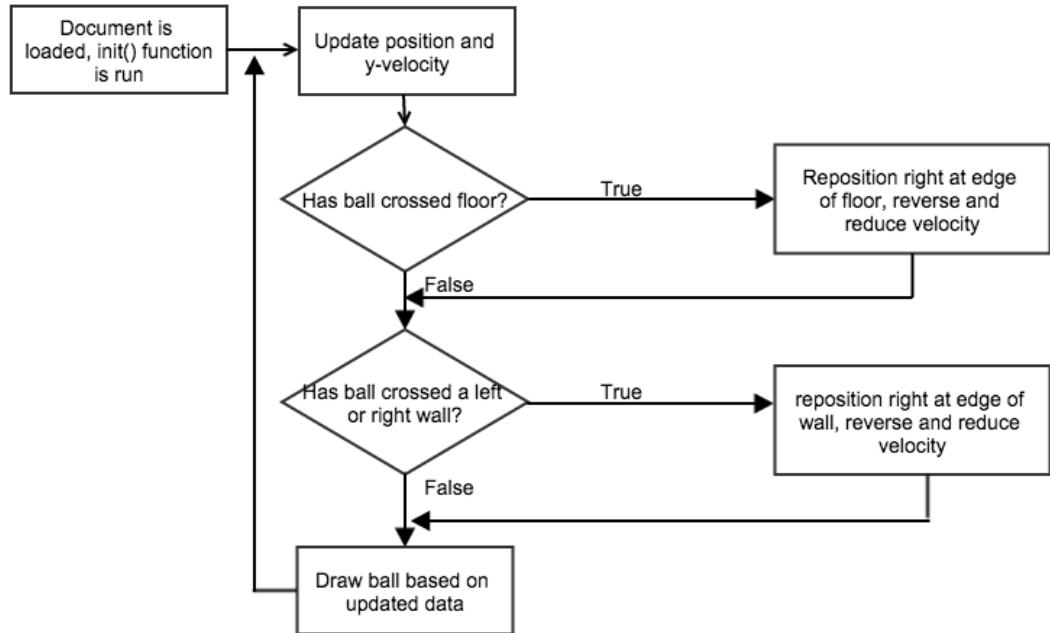 Document is
loaded, init() function
is run
Update position and
y-velocity
Has ball crossed floor?
True
Reposition right at edge
of floor, reverse and
reduce velocity
False
Has ball crossed a left
or right wall?
True
reposition right at edge of
wall, reverse and reduce
velocity
False
Draw ball based on
updated data